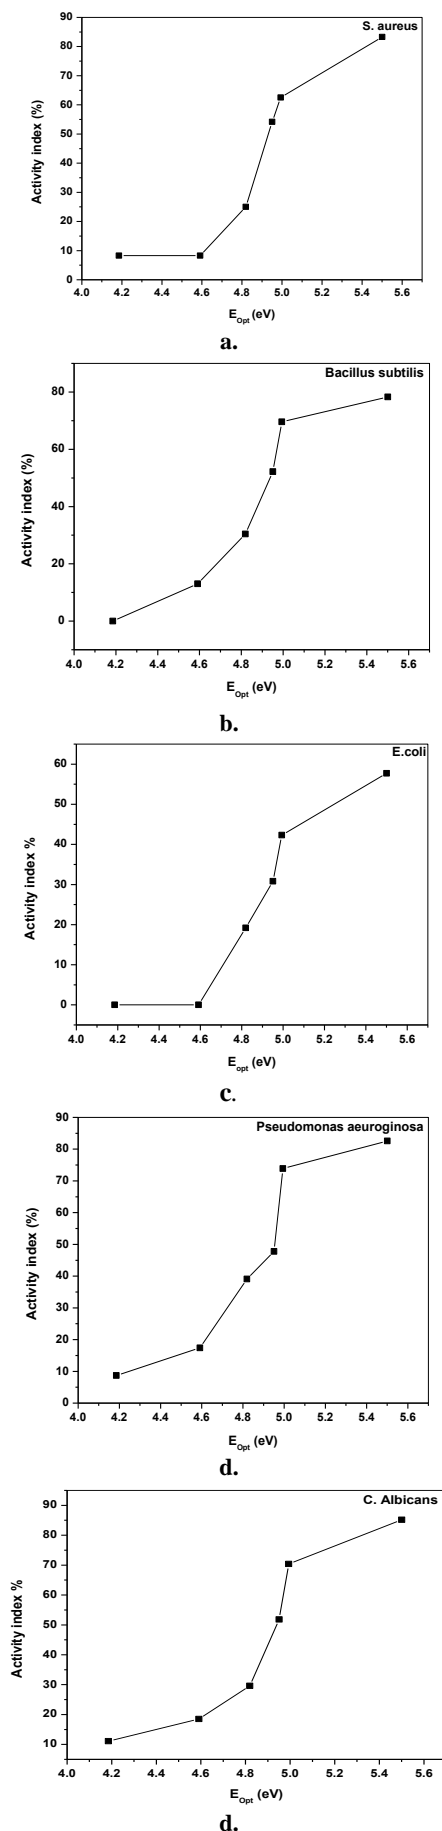 S. aureus
90
80
70
60
50
40
30
20
10
0
Activity index (%)
4.0 4.2 4.4 4.6 4.8 5.0 5.2 5.4 5.6
E_Opt (eV)
a.
Bacillus subtilis
80
60
40
20
0
Activity index (%)
4.0 4.2 4.4 4.6 4.8 5.0 5.2 5.4 5.6
E_Opt (eV)
b.
E.coli
60
50
40
30
20
10
0
Activity index %
4.0 4.2 4.4 4.6 4.8 5.0 5.2 5.4 5.6
E_opt (eV)
c.
Pseudomonas aeuroginosa
90
80
70
60
50
40
30
20
10
0
Activity index (%)
4.0 4.2 4.4 4.6 4.8 5.0 5.2 5.4 5.6
E_Opt (eV)
d.
C. Albicans
90
80
70
60
50
40
30
20
10
Activity index %
4.0 4.2 4.4 4.6 4.8 5.0 5.2 5.4 5.6
E_Opt (eV)
d.